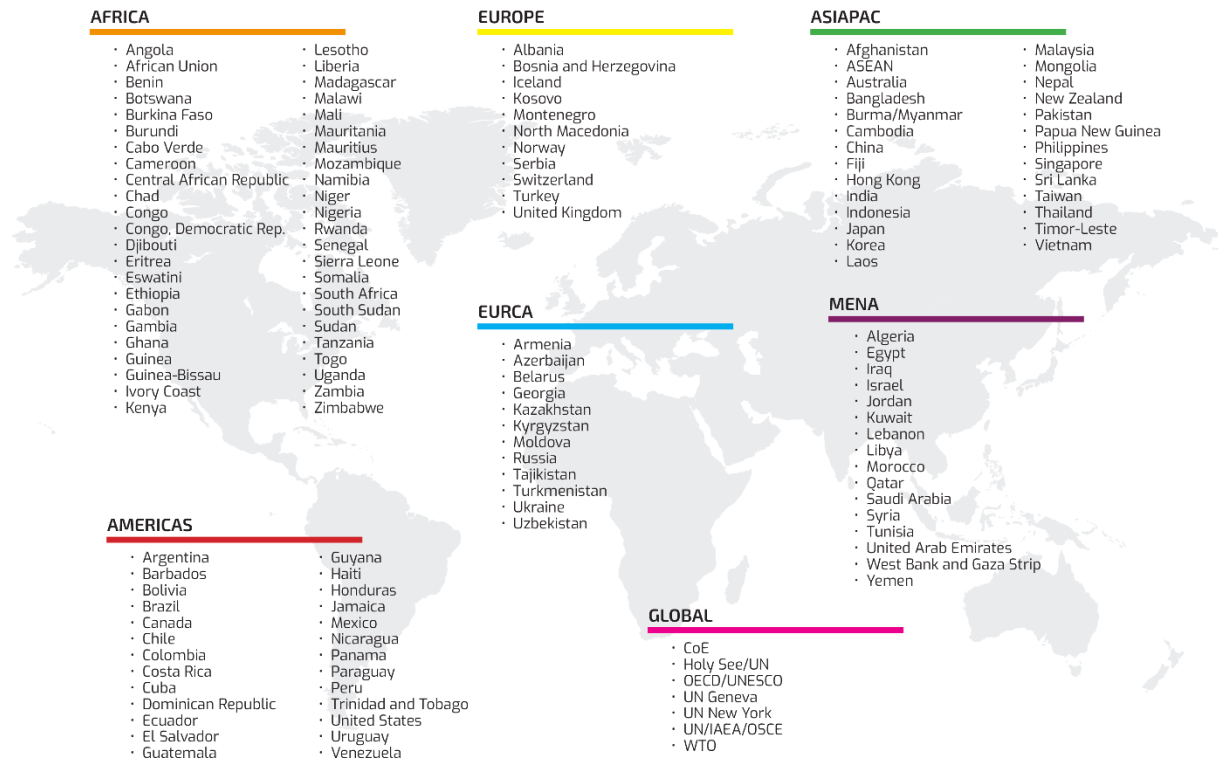 AFRICA
· Angola
· African Union
· Benin
· Botswana
· Burkina Faso
· Burundi
· Cabo Verde
· Cameroon
· Central African Republic
· Chad
· Congo
· Congo, Democratic Rep.
· Djibouti
· Eritrea
· Eswatini
· Ethiopia
· Gabon
· Gambia
· Ghana
· Guinea
· Guinea-Bissau
· Ivory Coast
· Kenya
· Lesotho
· Liberia
· Madagascar
· Malawi
· Mali
· Mauritania
· Mauritius
· Mozambique
· Namibia
· Niger
· Nigeria
· Rwanda
· Senegal
· Sierra Leone
· Somalia
· South Africa
· South Sudan
· Sudan
· Tanzania
· Togo
· Uganda
· Zambia
· Zimbabwe
EUROPE
· Albania
· Bosnia and Herzegovina
· Iceland
· Kosovo
· Montenegro
· North Macedonia
· Norway
· Serbia
· Switzerland
· Turkey
· United Kingdom
ASIAPAC
· Afghanistan
· ASEAN
· Australia
· Bangladesh
· Burma/Myanmar
· Cambodia
· China
· Fiji
· Hong Kong
· India
· Indonesia
· Japan
· Korea
· Laos
· Malaysia
· Mongolia
· Nepal
· New Zealand
· Pakistan
· Papua New Guinea
· Philippines
· Singapore
· Sri Lanka
· Taiwan
· Thailand
· Timor-Leste
· Vietnam
EURCA
· Armenia
· Azerbaijan
· Belarus
· Georgia
· Kazakhstan
· Kyrgyzstan
· Moldova
· Russia
· Tajikistan
· Turkmenistan
· Ukraine
· Uzbekistan
MENA
· Algeria
· Egypt
· Iraq
· Israel
· Jordan
· Kuwait
· Lebanon
· Libya
· Morocco
· Qatar
· Saudi Arabia
· Syria
· Tunisia
· United Arab Emirates
· West Bank and Gaza Strip
· Yemen
AMERICAS
· Argentina
· Barbados
· Bolivia
· Brazil
· Canada
· Chile
· Colombia
· Costa Rica
· Cuba
· Dominican Republic
· Ecuador
· El Salvador
· Guatemala
· Guyana
· Haiti
· Honduras
· Jamaica
· Mexico
· Nicaragua
· Panama
· Paraguay
· Peru
· Trinidad and Tobago
· United States
· Uruguay
· Venezuela
GLOBAL
· CoE
· Holy See/UN
· OECD/UNESCO
· UN Geneva
· UN New York
· UN/IAEA/OSCE
· WTO